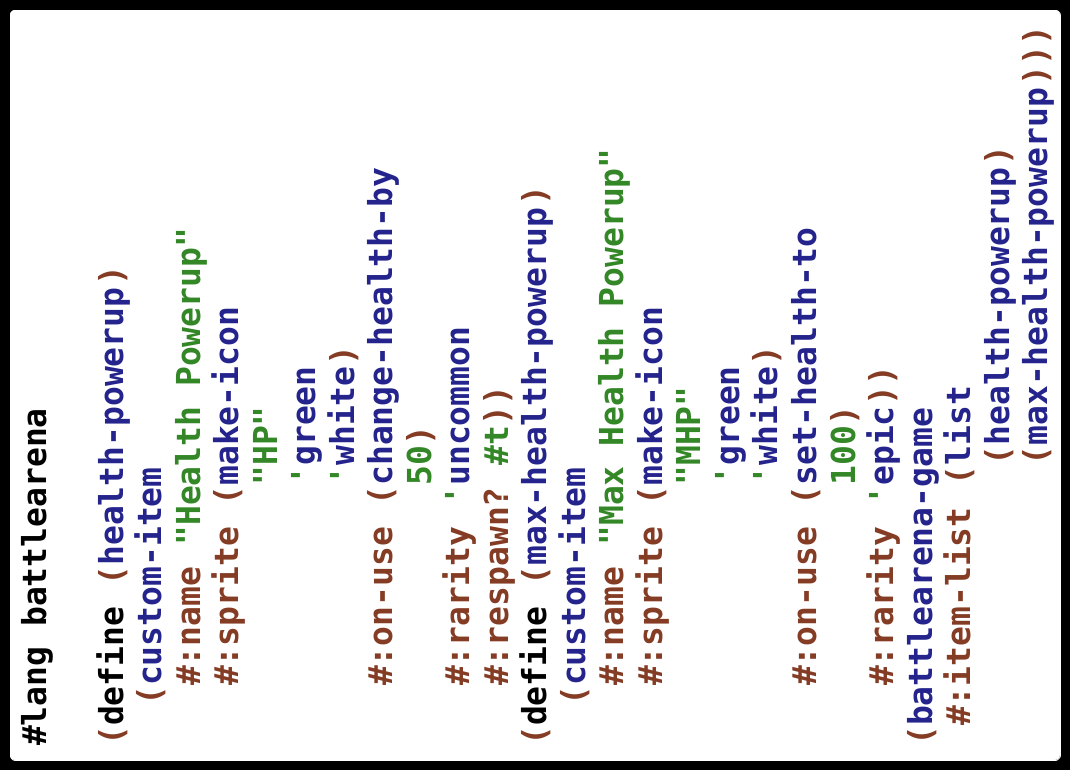 #lang battlearena

(define (health-powerup)
  (custom-item
   #:name "Health Powerup"
   #:sprite (make-icon
             "HP"
             'green
             'white)
   #:on-use (change-health-by
             50)
   #:rarity 'uncommon
   #:respawn? #t))
(define (max-health-powerup)
  (custom-item
   #:name "Max Health Powerup"
   #:sprite (make-icon
             "MHP"
             'green
             'white)
   #:on-use (set-health-to
             100)
   #:rarity 'epic))
(battlearena-game
 #:item-list (list
              (health-powerup)
              (max-health-powerup)))